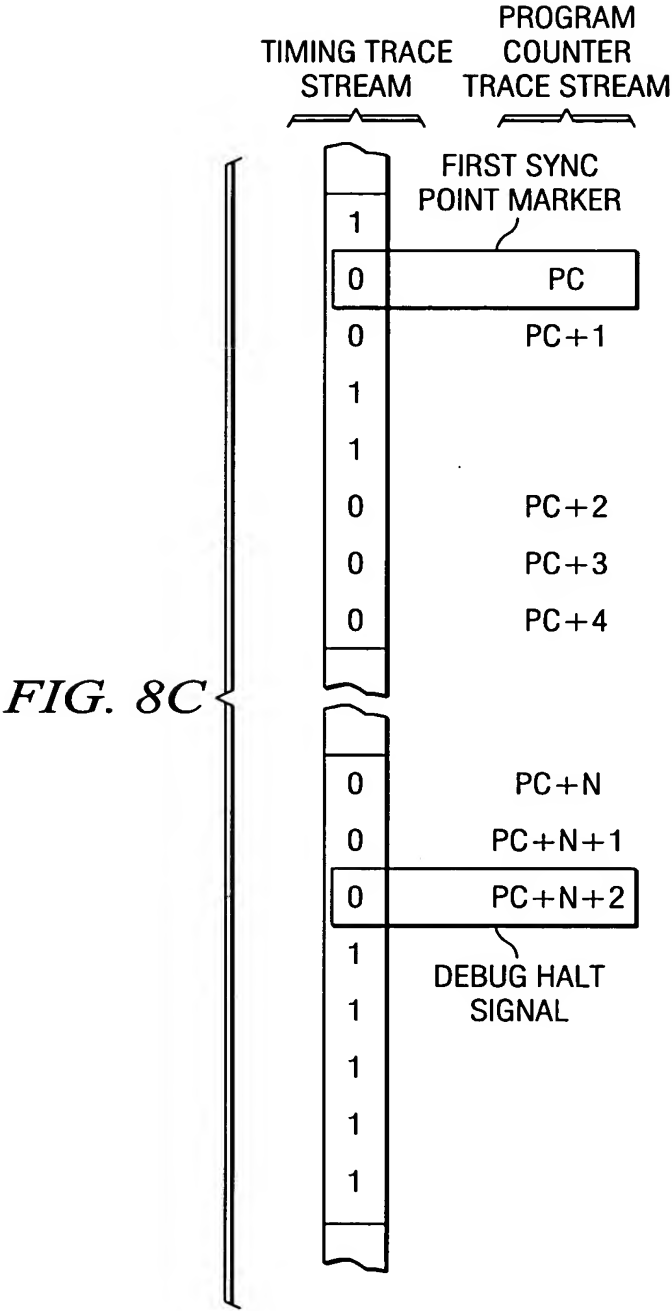 TIMING TRACE
STREAM
PROGRAM
COUNTER
TRACE STREAM
FIRST SYNC
POINT MARKER
1
0 PC
0 PC+1
1
1
0 PC+2
0 PC+3
0 PC+4
FIG. 8C
0 PC+N
0 PC+N+1
0 PC+N+2
1
DEBUG HALT
SIGNAL
1
1
1
1